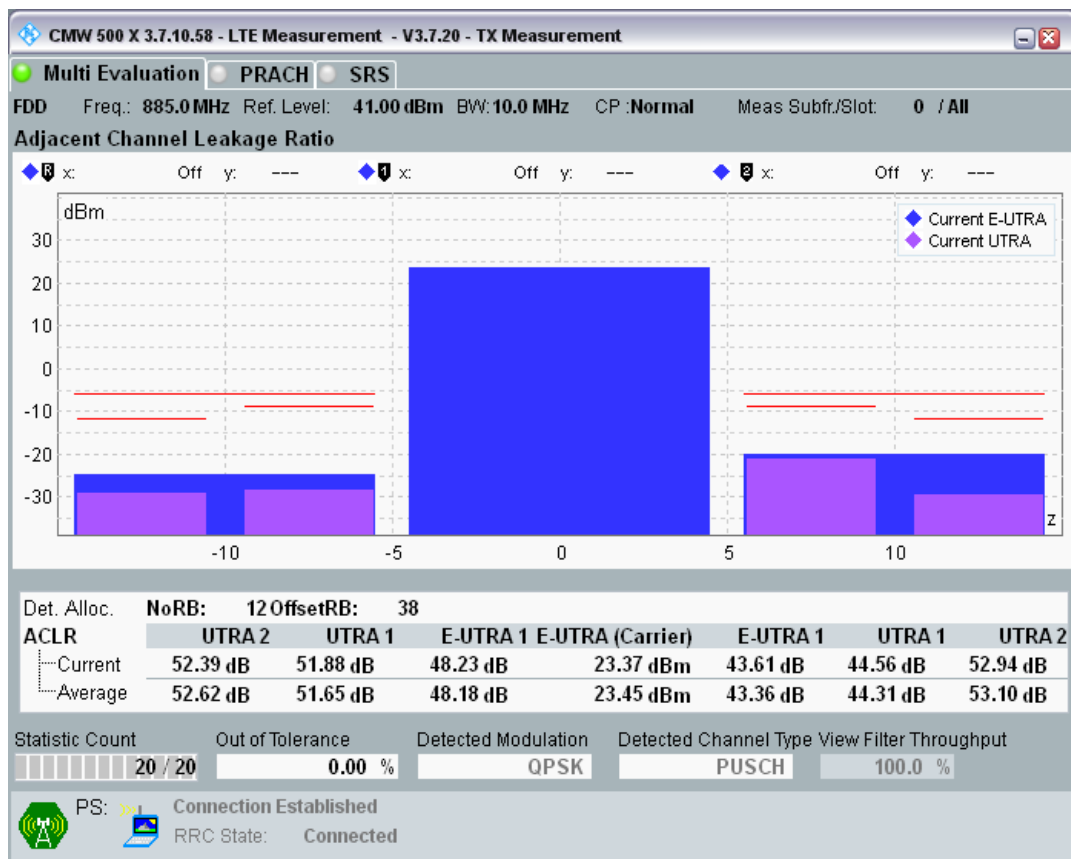 CMW 500 X 3.7.10.58 - LTE Measurement - V3.7.20 - TX Measurement
Multi Evaluation PRACH SRS
FDD Freq.: 885.0 MHz Ref. Level: 41.00 dBm BW: 10.0 MHz CP :Normal Meas Subfr./Slot: 0 / All
Adjacent Channel Leakage Ratio
R x: Off y: --- 1 x: Off y: --- 2 x: Off y: ---
dBm
Current E-UTRA
Current UTRA
30
20
10
0
-10
-20
-30
z
-10 -5 0 5 10
Det. Alloc. NoRB: 12 OffsetRB: 38
ACLR UTRA 2 UTRA 1 E-UTRA 1 E-UTRA (Carrier) E-UTRA 1 UTRA 1 UTRA 2
Current 52.39 dB 51.88 dB 48.23 dB 23.37 dBm 43.61 dB 44.56 dB 52.94 dB
Average 52.62 dB 51.65 dB 48.18 dB 23.45 dBm 43.36 dB 44.31 dB 53.10 dB
Statistic Count Out of Tolerance Detected Modulation Detected Channel Type View Filter Throughput
20 / 20 0.00 % QPSK PUSCH 100.0 %
PS: Connection Established
RRC State: Connected